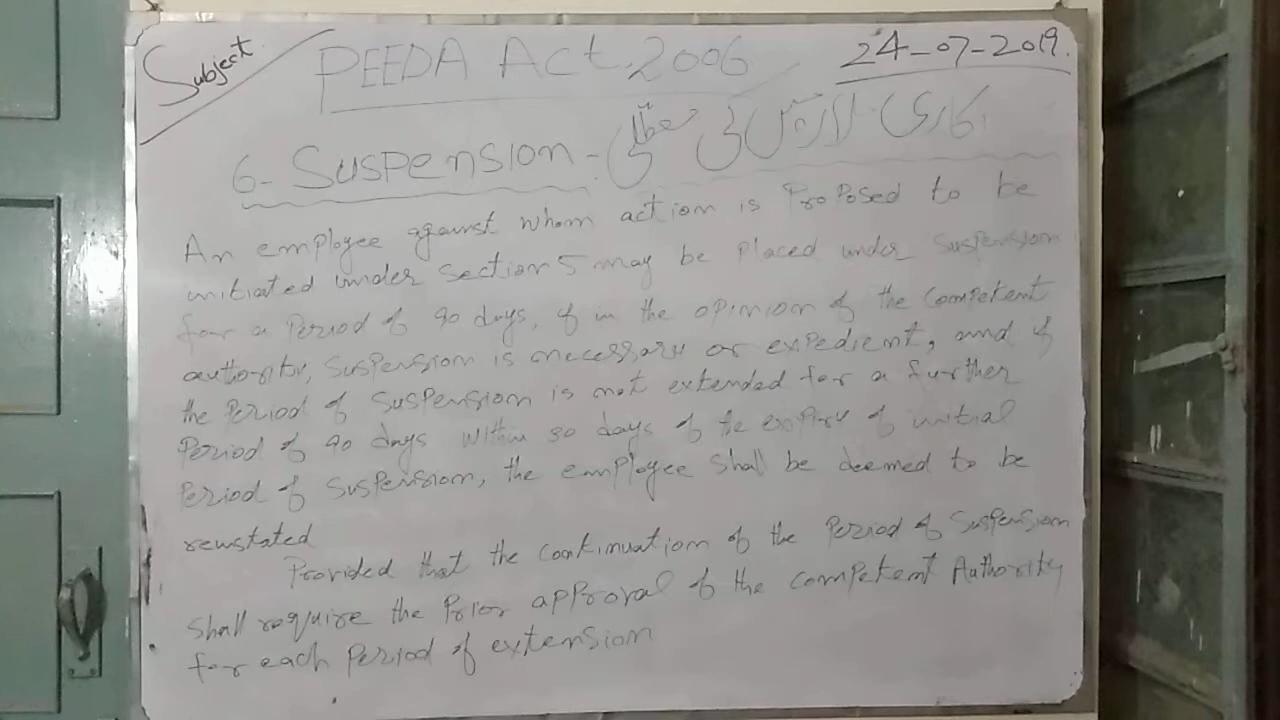 Subject
PEEDA Act. 2006
24-07-2019.
6- Suspension - سرکاری ملازمین کی معطلی
An employee against whom action is Proposed to be
initiated under section 5 may be placed under suspension
for a Period of 90 days, if in the opinion of the competent
authority, suspension is necessary or expedient, and if
the Period of suspension is not extended for a further
Period of 90 days within 30 days of the expiry of initial
Period of suspension, the employee shall be deemed to be
reinstated
Provided that the continuation of the Period of Suspension
shall require the Prior approval of the competent Authority
for each Period of extension